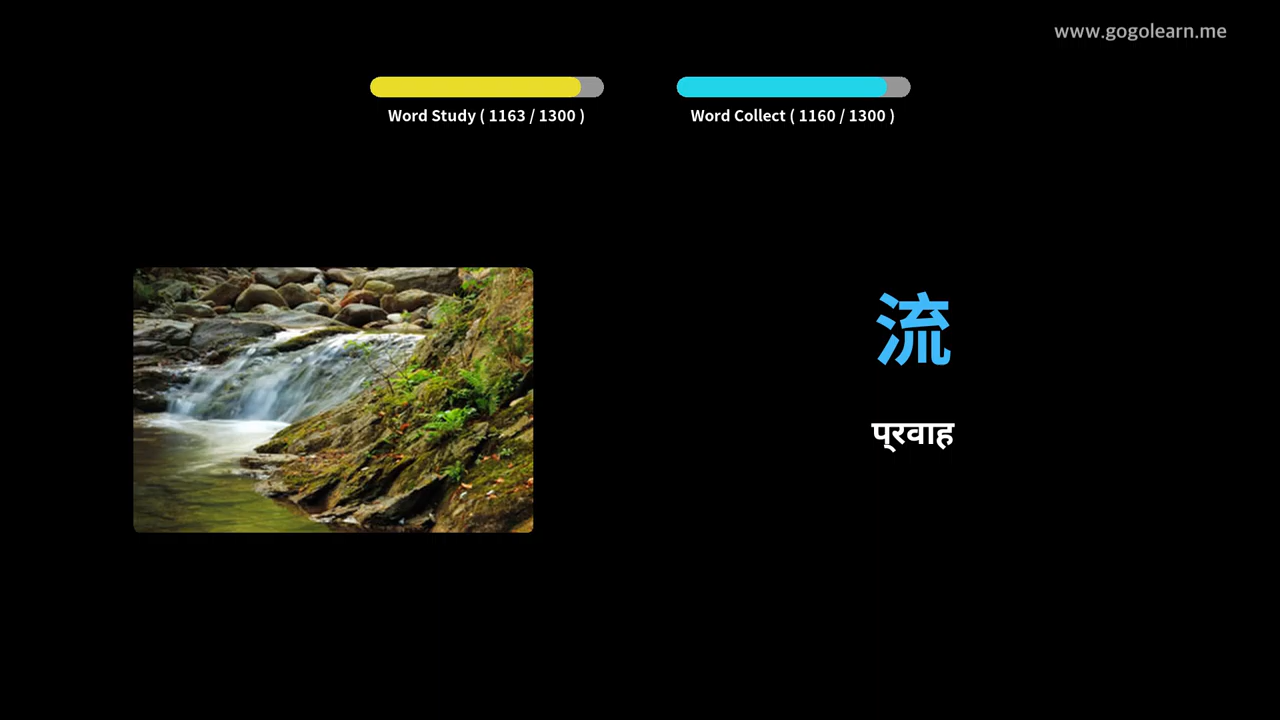 www.gogolearn.me
Word Study ( 1163 / 1300 )
Word Collect ( 1160 / 1300 )
流
प्रवाह